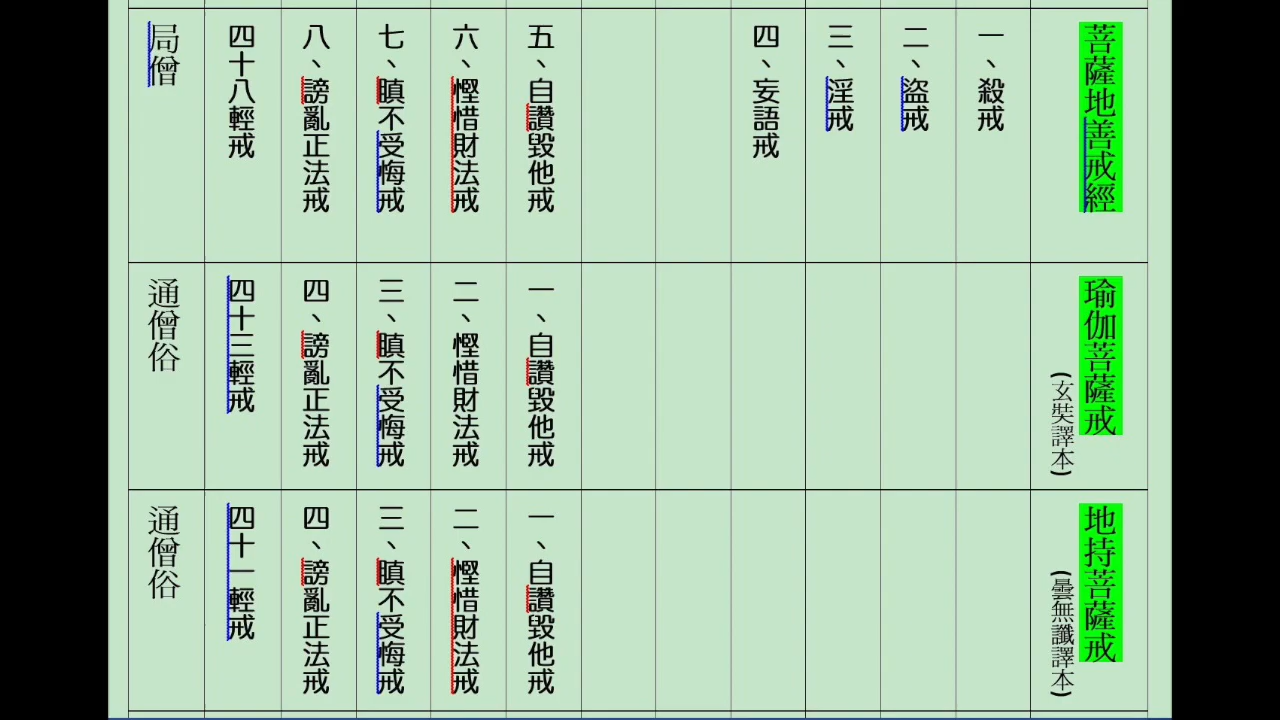 菩薩地善戒經
一、殺戒
二、盜戒
三、淫戒
四、妄語戒
五、自讚毀他戒
六、慳惜財法戒
七、瞋不受悔戒
八、謗亂正法戒
四十八輕戒
局僧
瑜伽菩薩戒
(玄奘譯本)
一、自讚毀他戒
二、慳惜財法戒
三、瞋不受悔戒
四、謗亂正法戒
四十三輕戒
通僧俗
地持菩薩戒
(曇無讖譯本)
一、自讚毀他戒
二、慳惜財法戒
三、瞋不受悔戒
四、謗亂正法戒
四十一輕戒
通僧俗